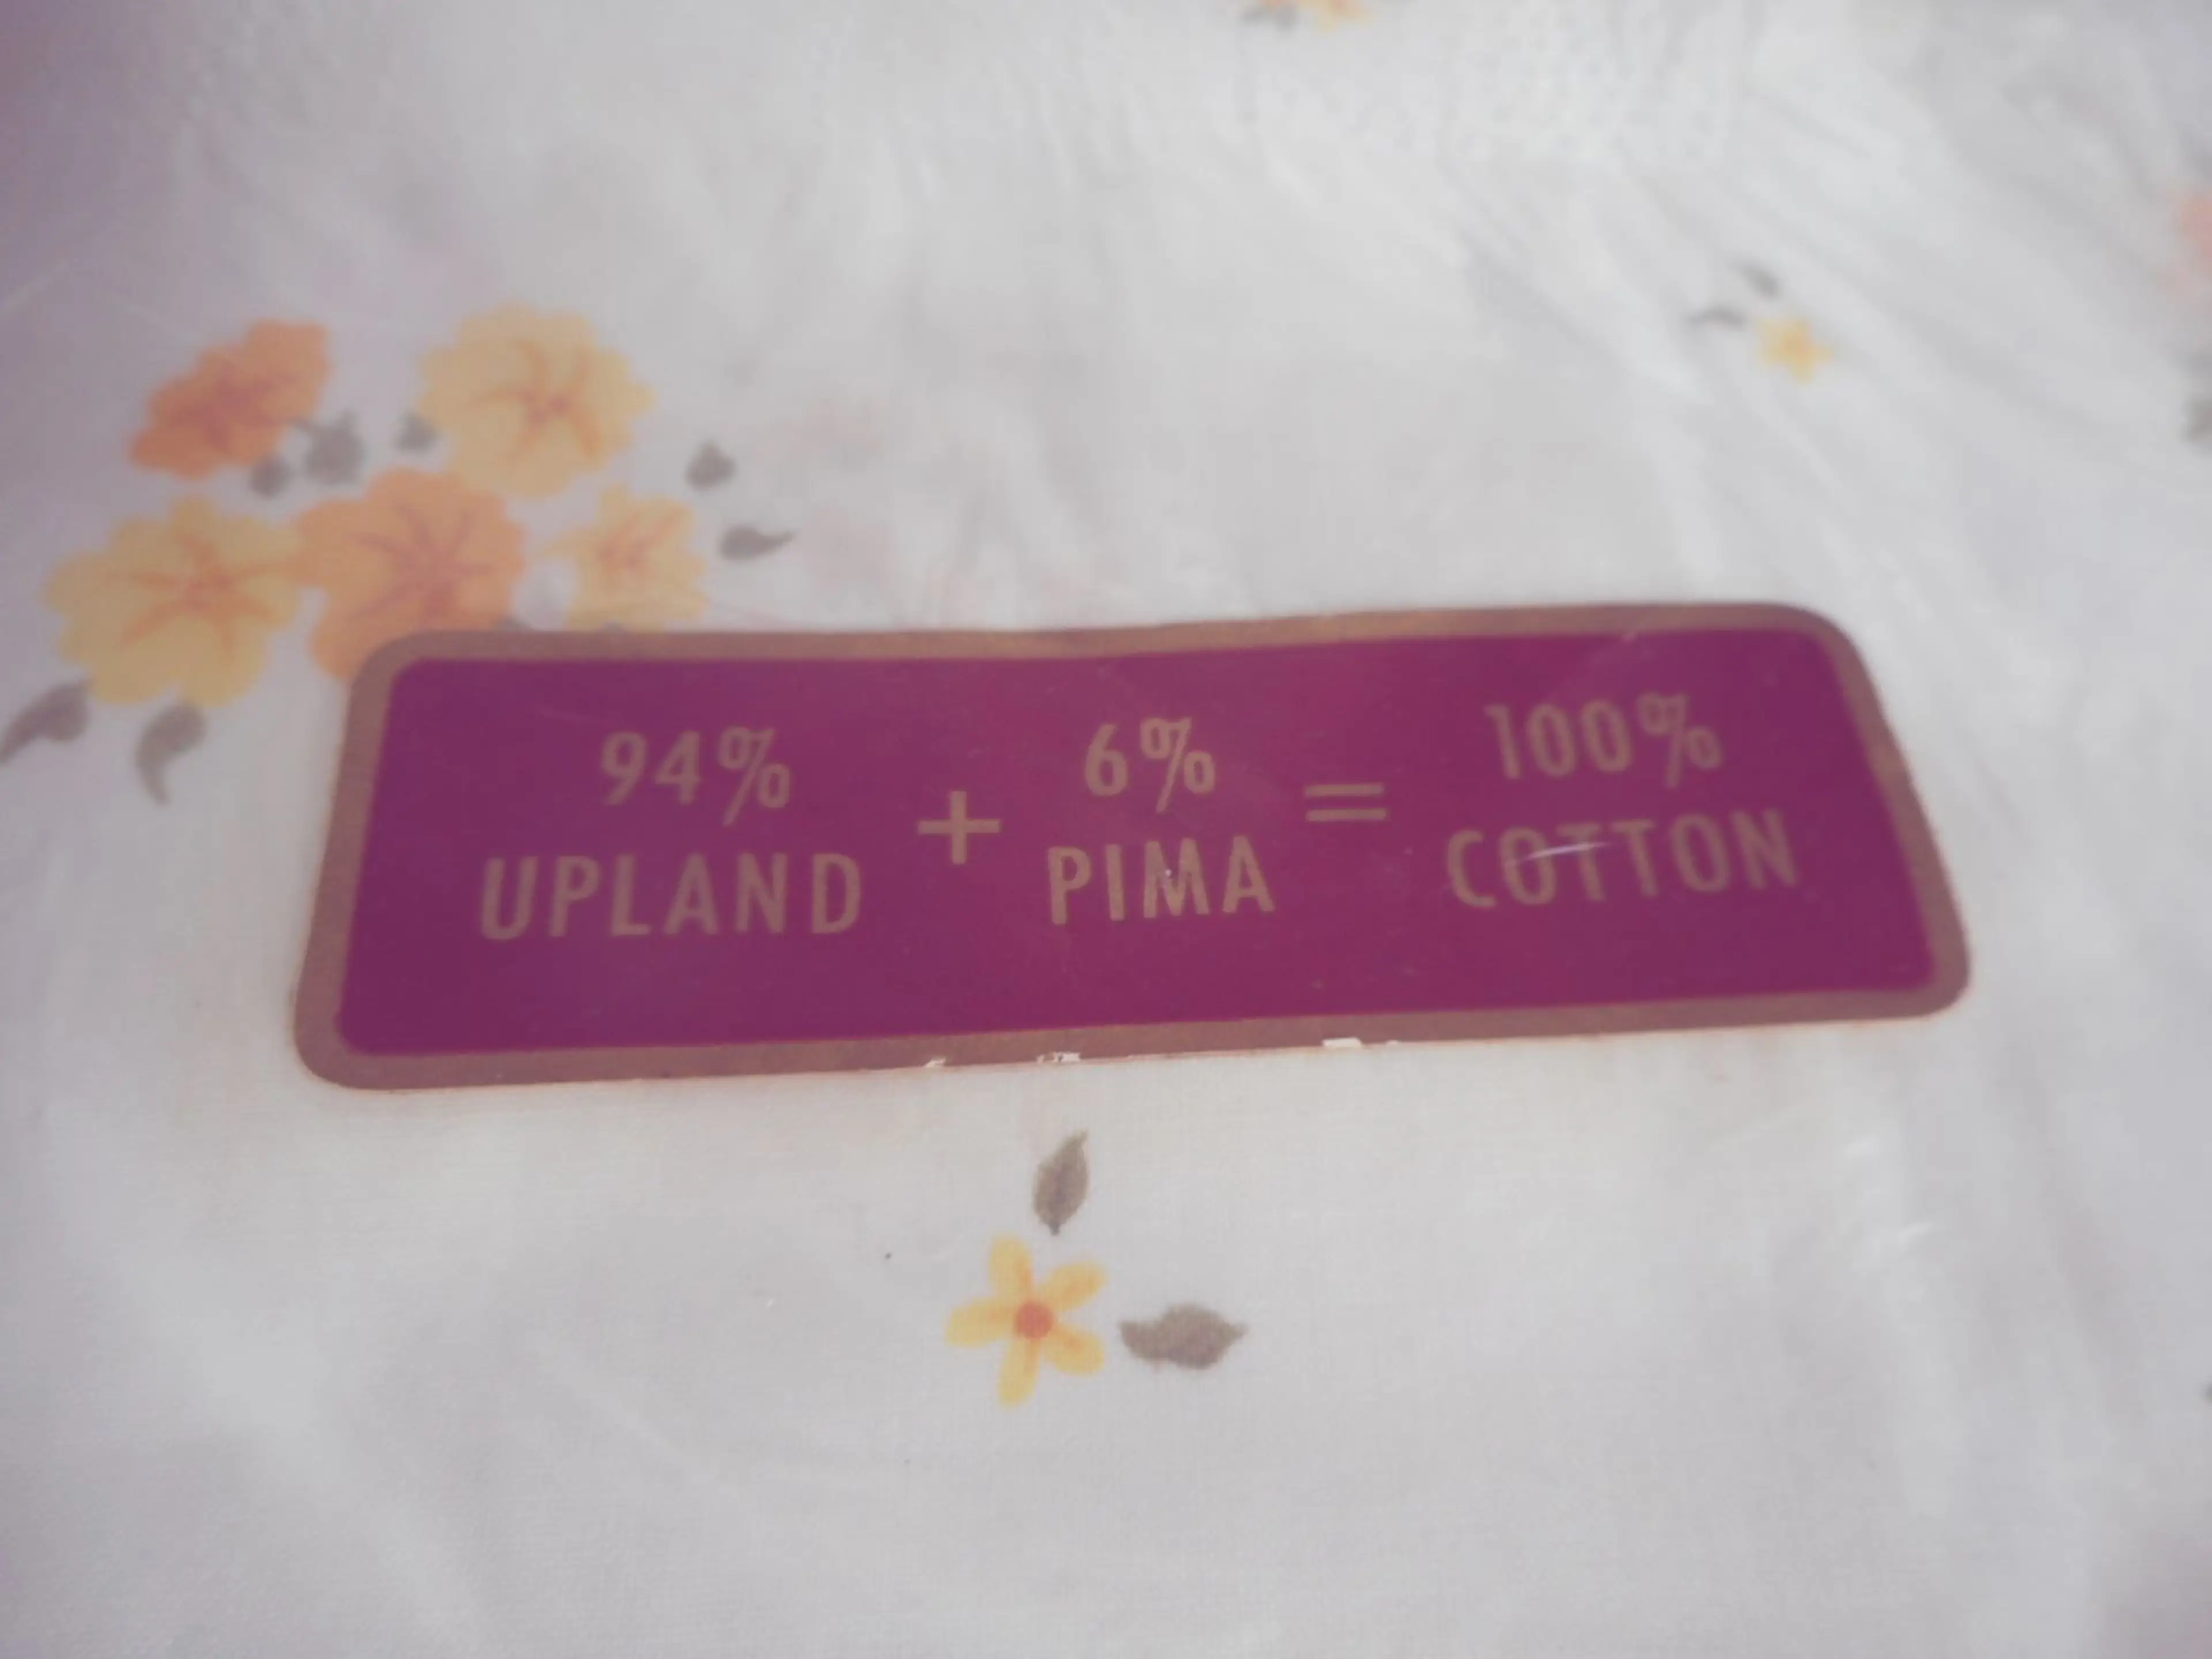 94% + 6% = 100%
UPLAND PIMA COTTON